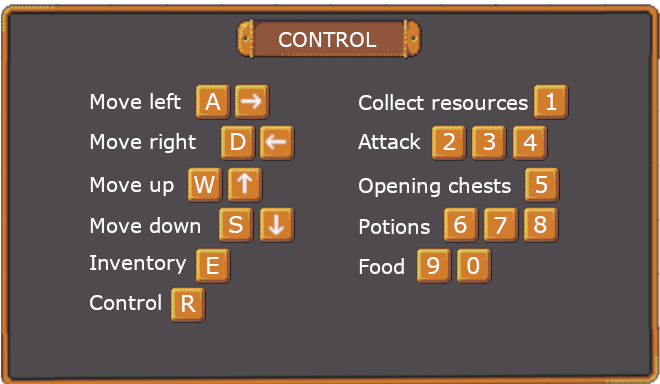 CONTROL
Move left A →
Move right D ←
Move up W ↑
Move down S ↓
Inventory E
Control R
Collect resources 1
Attack 2 3 4
Opening chests 5
Potions 6 7 8
Food 9 0